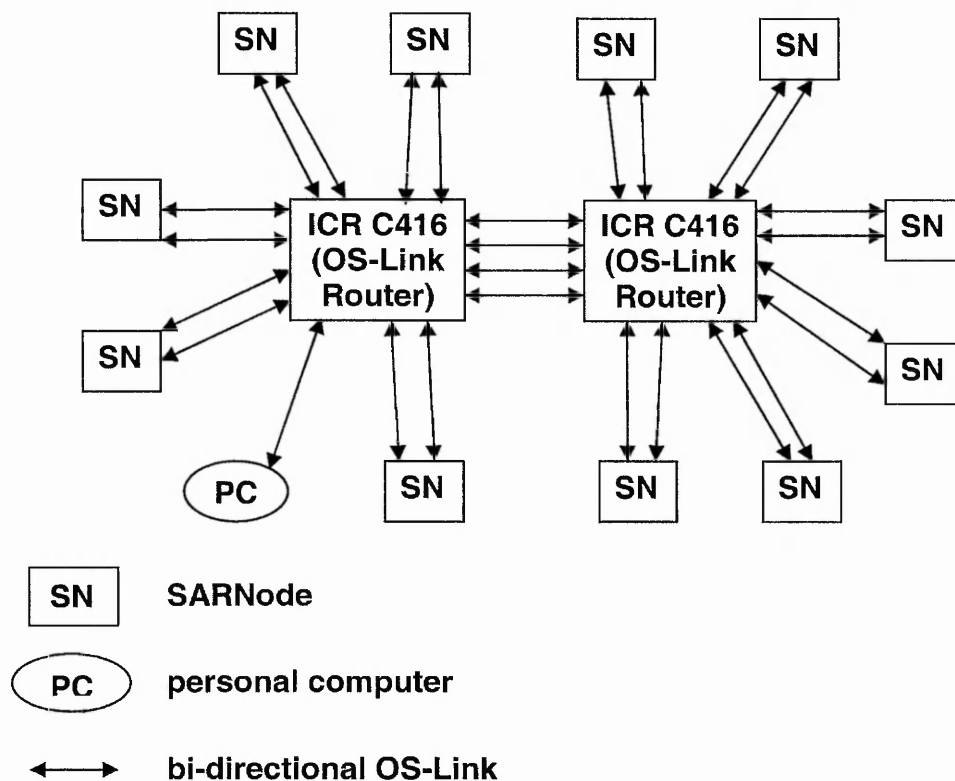 SN
SN
SN
SN
SN
ICR C416
(OS-Link
Router)
ICR C416
(OS-Link
Router)
SN
SN
SN
PC
SN
SN
SN
SN SARNode
PC personal computer
bi-directional OS-Link